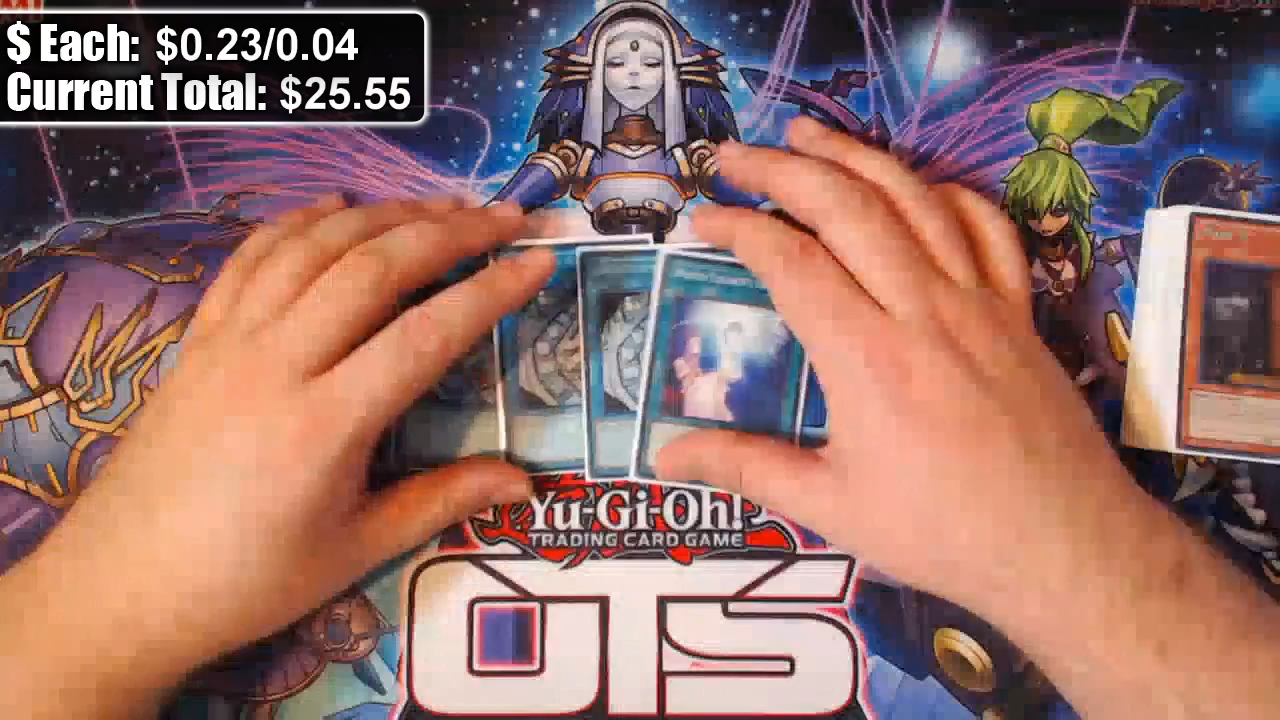 $ Each: $0.23/0.04
Current Total: $25.55
Yu-Gi-Oh!
TRADING CARD GAME
OTS